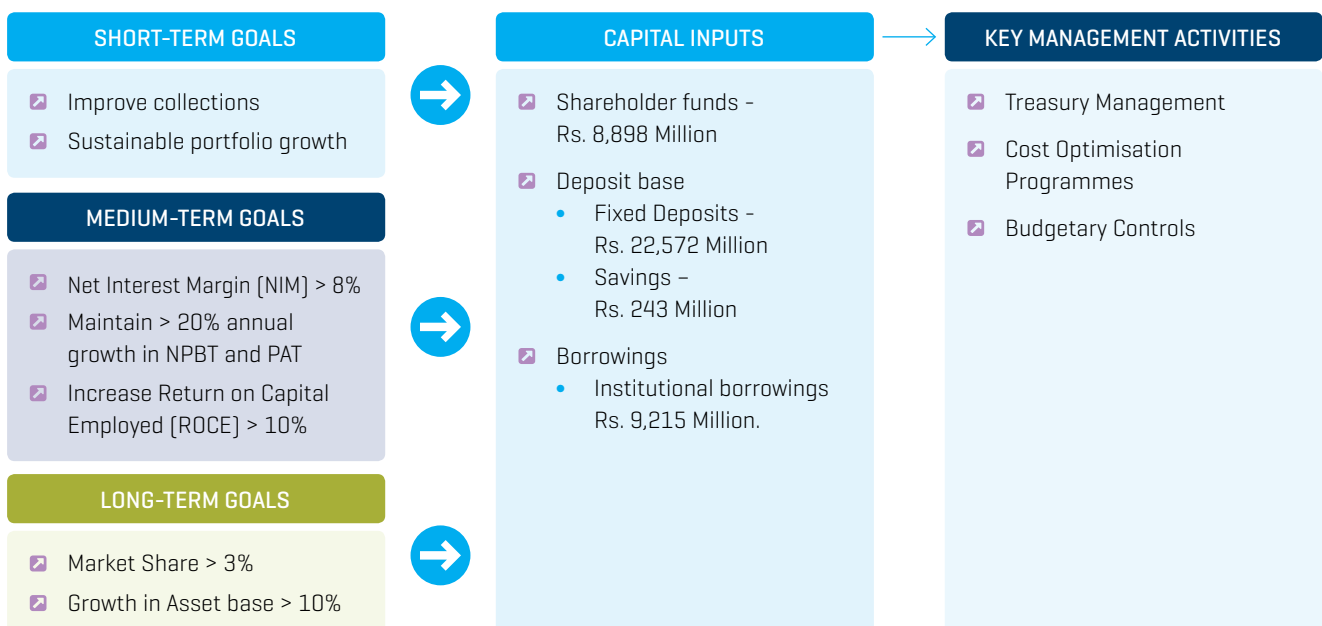 SHORT-TERM GOALS
Improve collections
Sustainable portfolio growth
MEDIUM-TERM GOALS
Net Interest Margin (NIM) > 8%
Maintain > 20% annual
growth in NPBT and PAT
Increase Return on Capital
Employed (ROCE) > 10%
LONG-TERM GOALS
Market Share > 3%
Growth in Asset base > 10%
CAPITAL INPUTS
Shareholder funds -
Rs. 8,898 Million
Deposit base
• Fixed Deposits -
Rs. 22,572 Million
• Savings –
Rs. 243 Million
Borrowings
• Institutional borrowings
Rs. 9,215 Million.
KEY MANAGEMENT ACTIVITIES
Treasury Management
Cost Optimisation
Programmes
Budgetary Controls